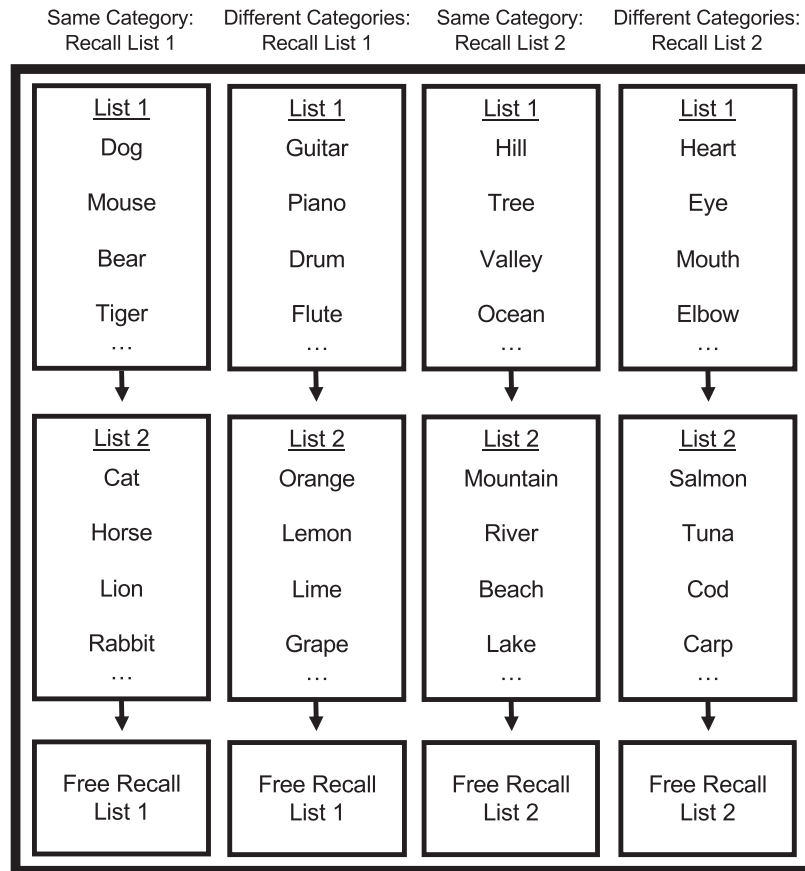 Same Category:
Recall List 1
Different Categories:
Recall List 1
Same Category:
Recall List 2
Different Categories:
Recall List 2
List 1
Dog
Mouse
Bear
Tiger
...
List 2
Cat
Horse
Lion
Rabbit
...
Free Recall
List 1
List 1
Guitar
Piano
Drum
Flute
...
List 2
Orange
Lemon
Lime
Grape
...
Free Recall
List 1
List 1
Hill
Tree
Valley
Ocean
...
List 2
Mountain
River
Beach
Lake
...
Free Recall
List 2
List 1
Heart
Eye
Mouth
Elbow
...
List 2
Salmon
Tuna
Cod
Carp
...
Free Recall
List 2